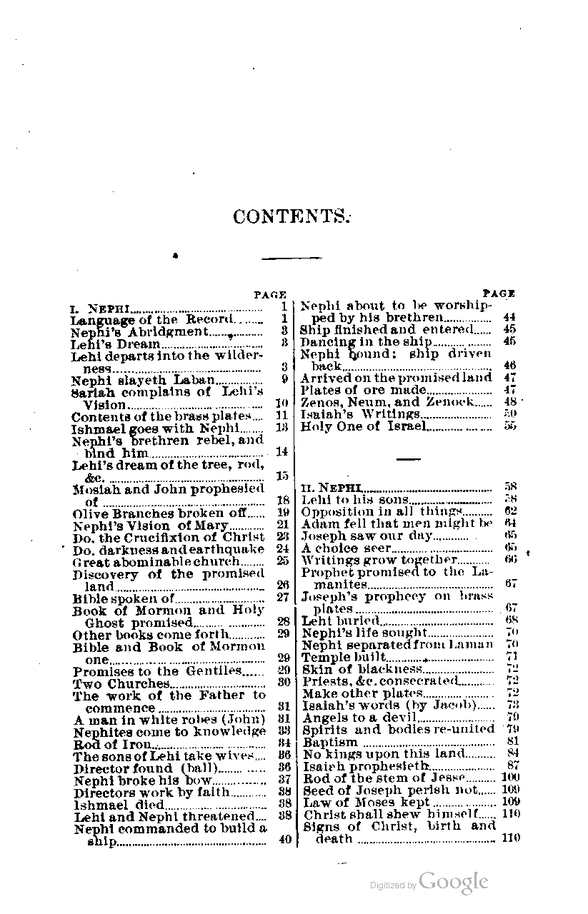 CONTENTS.
PAGE
I. NEPHI........ 1
Language of the Record........ 1
Nephi's Abridgment........ 3
Lehi's Dream........ 3
Lehi departs into the wilder-
ness........ 3
Nephi slayeth Laban........ 9
Sariah complains of Lehi's
Vision........ 10
Contents of the brass plates.... 11
Ishmael goes with Nephi........ 13
Nephi's brethren rebel, and
bind him........ 14
Lehi's dream of the tree, rod,
&c. ........ 15
Mosiah and John prophesied
of ........ 18
Olive Branches broken off...... 19
Nephi's Vision of Mary........ 21
Do. the Crucifixion of Christ 23
Do. darkness and earthquake 24
Great abominable church........ 25
Discovery of the promised
land ........ 26
Bible spoken of........ 27
Book of Mormon and Holy
Ghost promised........ 28
Other books come forth........ 29
Bible and Book of Mormon
one........ 29
Promises to the Gentiles...... 29
Two Churches........ 30
The work of the Father to
commence ........ 31
A man in white robes (John) 31
Nephites come to knowledge 33
Rod of Iron........ 34
The sons of Lehi take wives.... 36
Director found (ball)........ 36
Nephi broke his bow........ 37
Directors work by faith........ 38
Ishmael died........ 38
Lehi and Nephi threatened.... 38
Nephi commanded to build a
ship........ 40
PAGE
Nephi about to be worship-
ped by his brethren........ 44
Ship finished and entered...... 45
Dancing in the ship........ 45
Nephi bound; ship driven
back........ 46
Arrived on the promised land 47
Plates of ore made........ 47
Zenos, Neum, and Zenock...... 48
Isaiah's Writings........ 50
Holy One of Israel........ 55
II. NEPHI........ 58
Lehi to his sons........ 58
Opposition in all things........ 62
Adam fell that men might be 64
Joseph saw our day........ 65
A choice seer........ 65
Writings grow together........ 66
Prophet promised to the La-
manites........ 67
Joseph's prophecy on brass
plates ........ 67
Lehi buried........ 68
Nephi's life sought........ 70
Nephi separated from Laman 70
Temple built........ 71
Skin of blackness........ 72
Priests, &c. consecrated........ 72
Make other plates........ 72
Isaiah's words (by Jacob)...... 73
Angels to a devil........ 79
Spirits and bodies re-united 79
Baptism ........ 81
No kings upon this land........ 84
Isaiah prophesieth........ 87
Rod of the stem of Jesse........ 100
Seed of Joseph perish not...... 109
Law of Moses kept ........ 109
Christ shall shew himself...... 110
Signs of Christ, birth and
death ........ 110
Digitized by Google